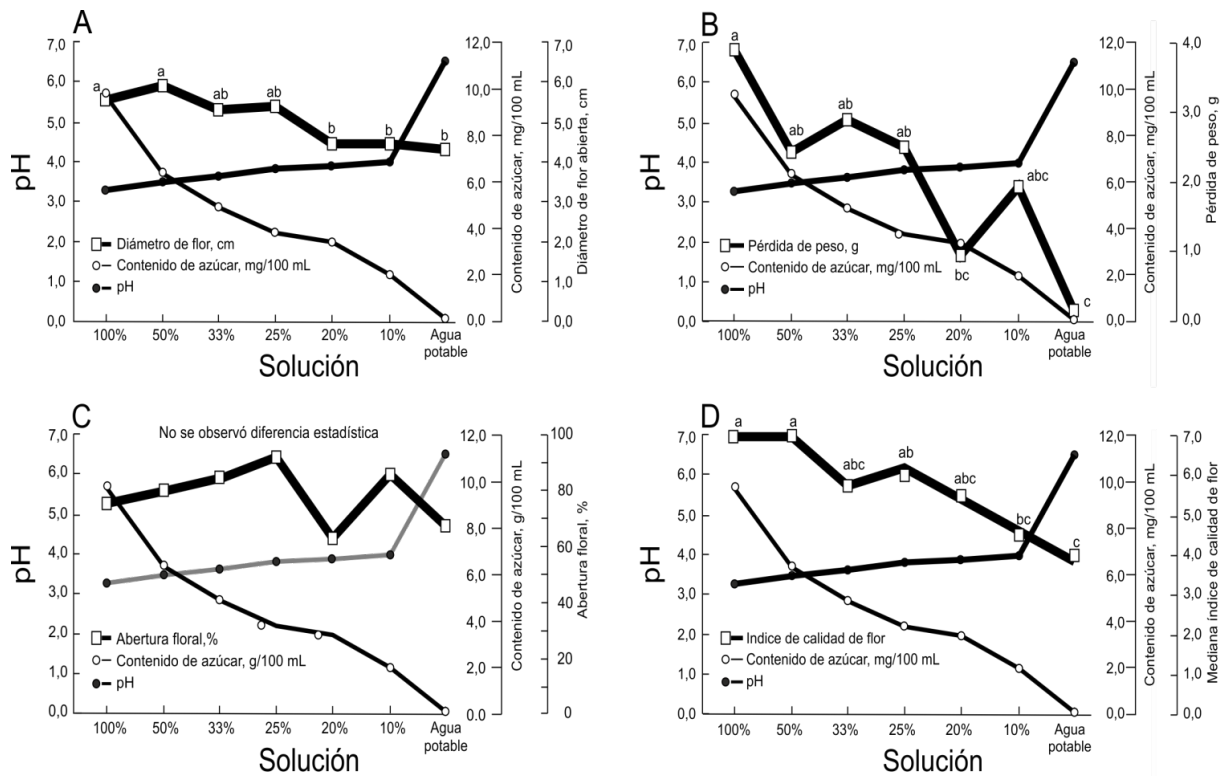 A
7,0
6,0
5,0
4,0
3,0
2,0
1,0
0,0
pH
a
a
ab
ab
b
b
b
Diámetro de flor, cm
Contenido de azúcar, mg/100 mL
pH
100%
50%
33%
25%
20%
10%
Agua
potable
Solución
12,0
10,0
8,0
6,0
4,0
2,0
0,0
Contenido de azúcar, mg/100 mL
7,0
6,0
5,0
4,0
3,0
2,0
1,0
0,0
Diámetro de flor abierta, cm
B
7,0
6,0
5,0
4,0
3,0
2,0
1,0
0,0
pH
a
ab
ab
ab
bc
abc
c
Pérdida de peso, g
Contenido de azúcar, mg/100 mL
pH
100%
50%
33%
25%
20%
10%
Agua
potable
Solución
12,0
10,0
8,0
6,0
4,0
2,0
0,0
Contenido de azúcar, mg/100 mL
4,0
3,0
2,0
1,0
0,0
Pérdida de peso, g
C
No se observó diferencia estadística
7,0
6,0
5,0
4,0
3,0
2,0
1,0
0,0
pH
Abertura floral,%
Contenido de azúcar, g/100 mL
pH
100%
50%
33%
25%
20%
10%
Agua
potable
Solución
12,0
10,0
8,0
6,0
4,0
2,0
0.0
Contenido de azúcar, g/100 mL
100
80
60
40
20
0
Abertura floral, %
D
7,0
6,0
5,0
4,0
3,0
2,0
1,0
0,0
pH
a
a
abc
ab
abc
bc
c
Indice de calidad de flor
Contenido de azúcar, mg/100 mL
pH
100%
50%
33%
25%
20%
10%
Agua
potable
Solución
12,0
10,0
8,0
6,0
4,0
2,0
0,0
Contenido de azúcar, mg/100 mL
7,0
6,0
5,0
4,0
3,0
2,0
1,0
0,0
Mediana índice de calidad de flor